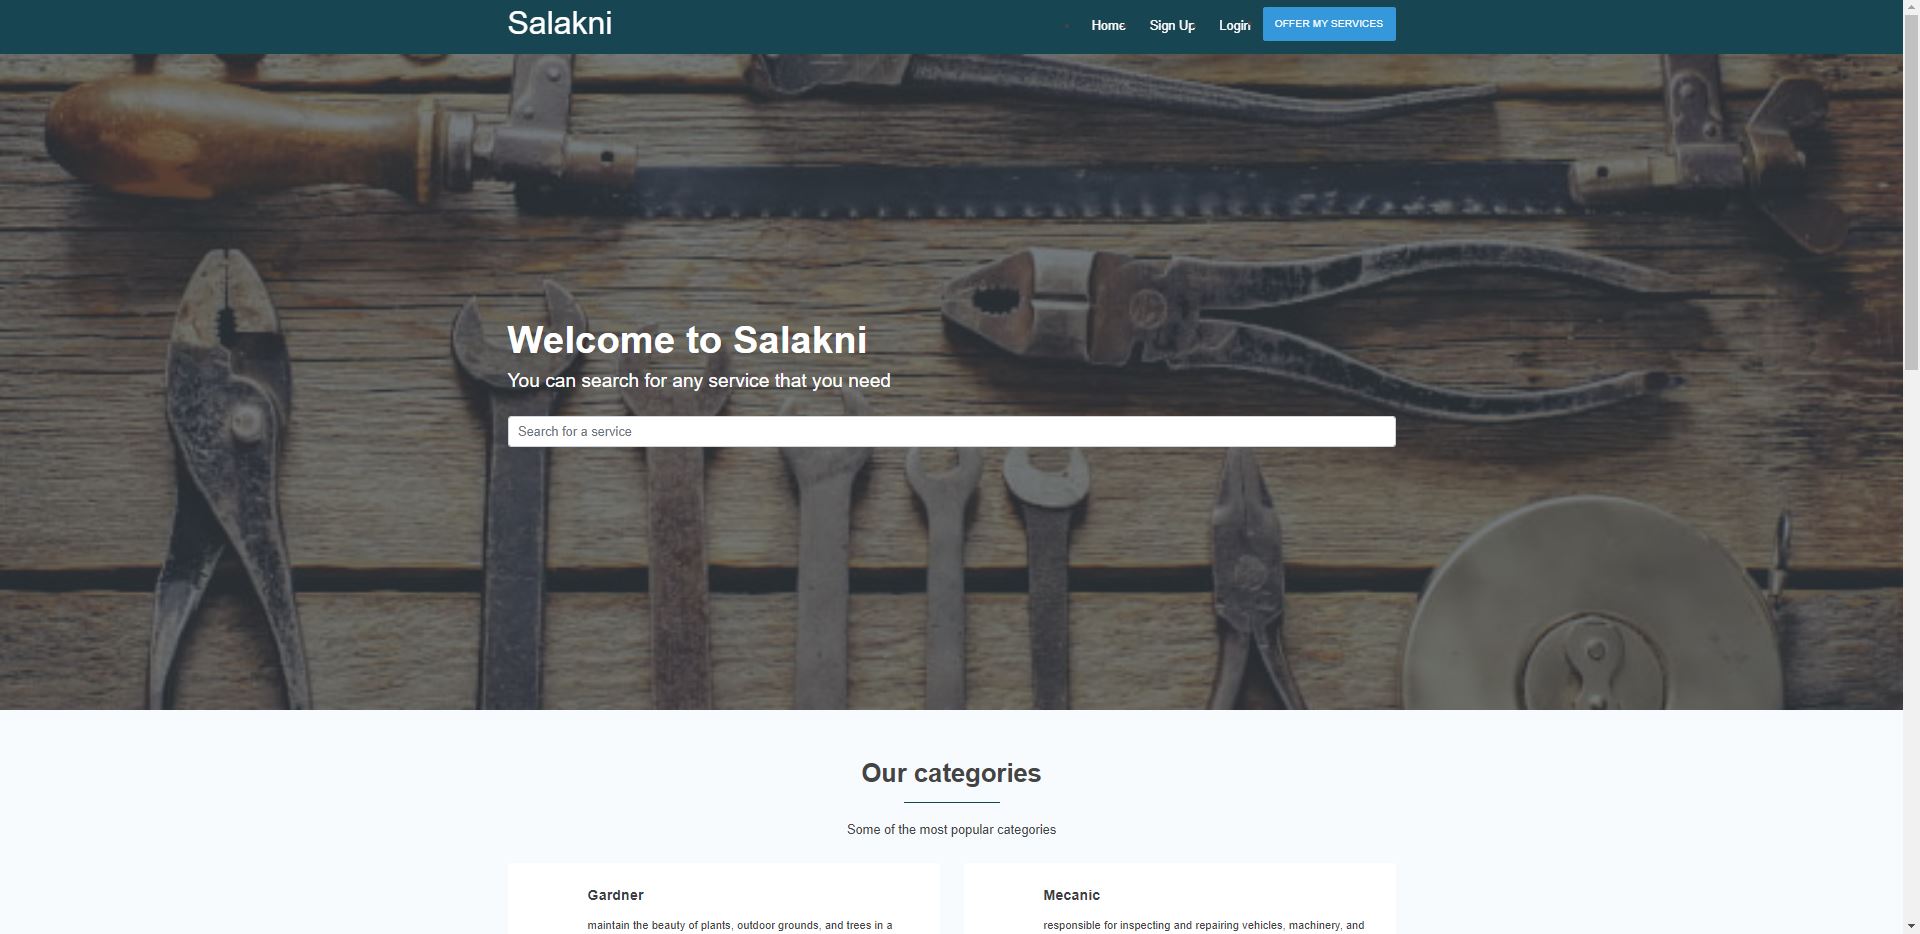 Salakni
Home
Sign Up
Login
OFFER MY SERVICES
Welcome to Salakni
You can search for any service that you need
Search for a service
Our categories
Some of the most popular categories
Gardner
maintain the beauty of plants, outdoor grounds, and trees in a
Mecanic
responsible for inspecting and repairing vehicles, machinery, and